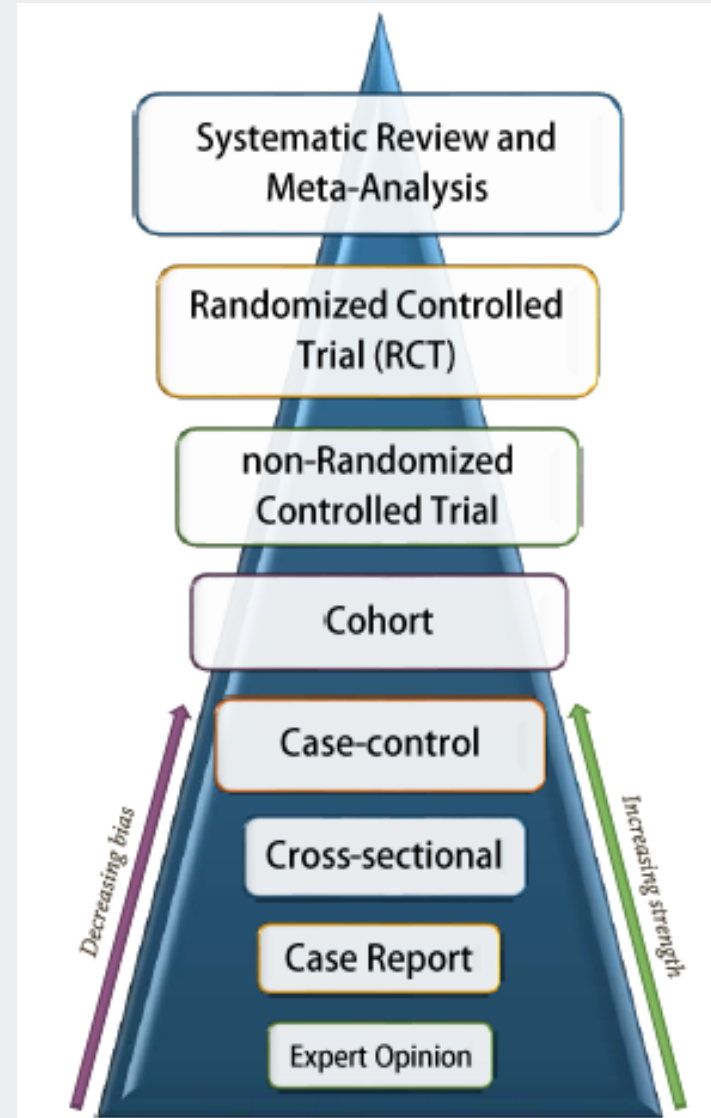 Systematic Review and
Meta-Analysis
Randomized Controlled
Trial (RCT)
non-Randomized
Controlled Trial
Cohort
Case-control
Cross-sectional
Case Report
Expert Opinion
Decreasing bias
Increasing strength